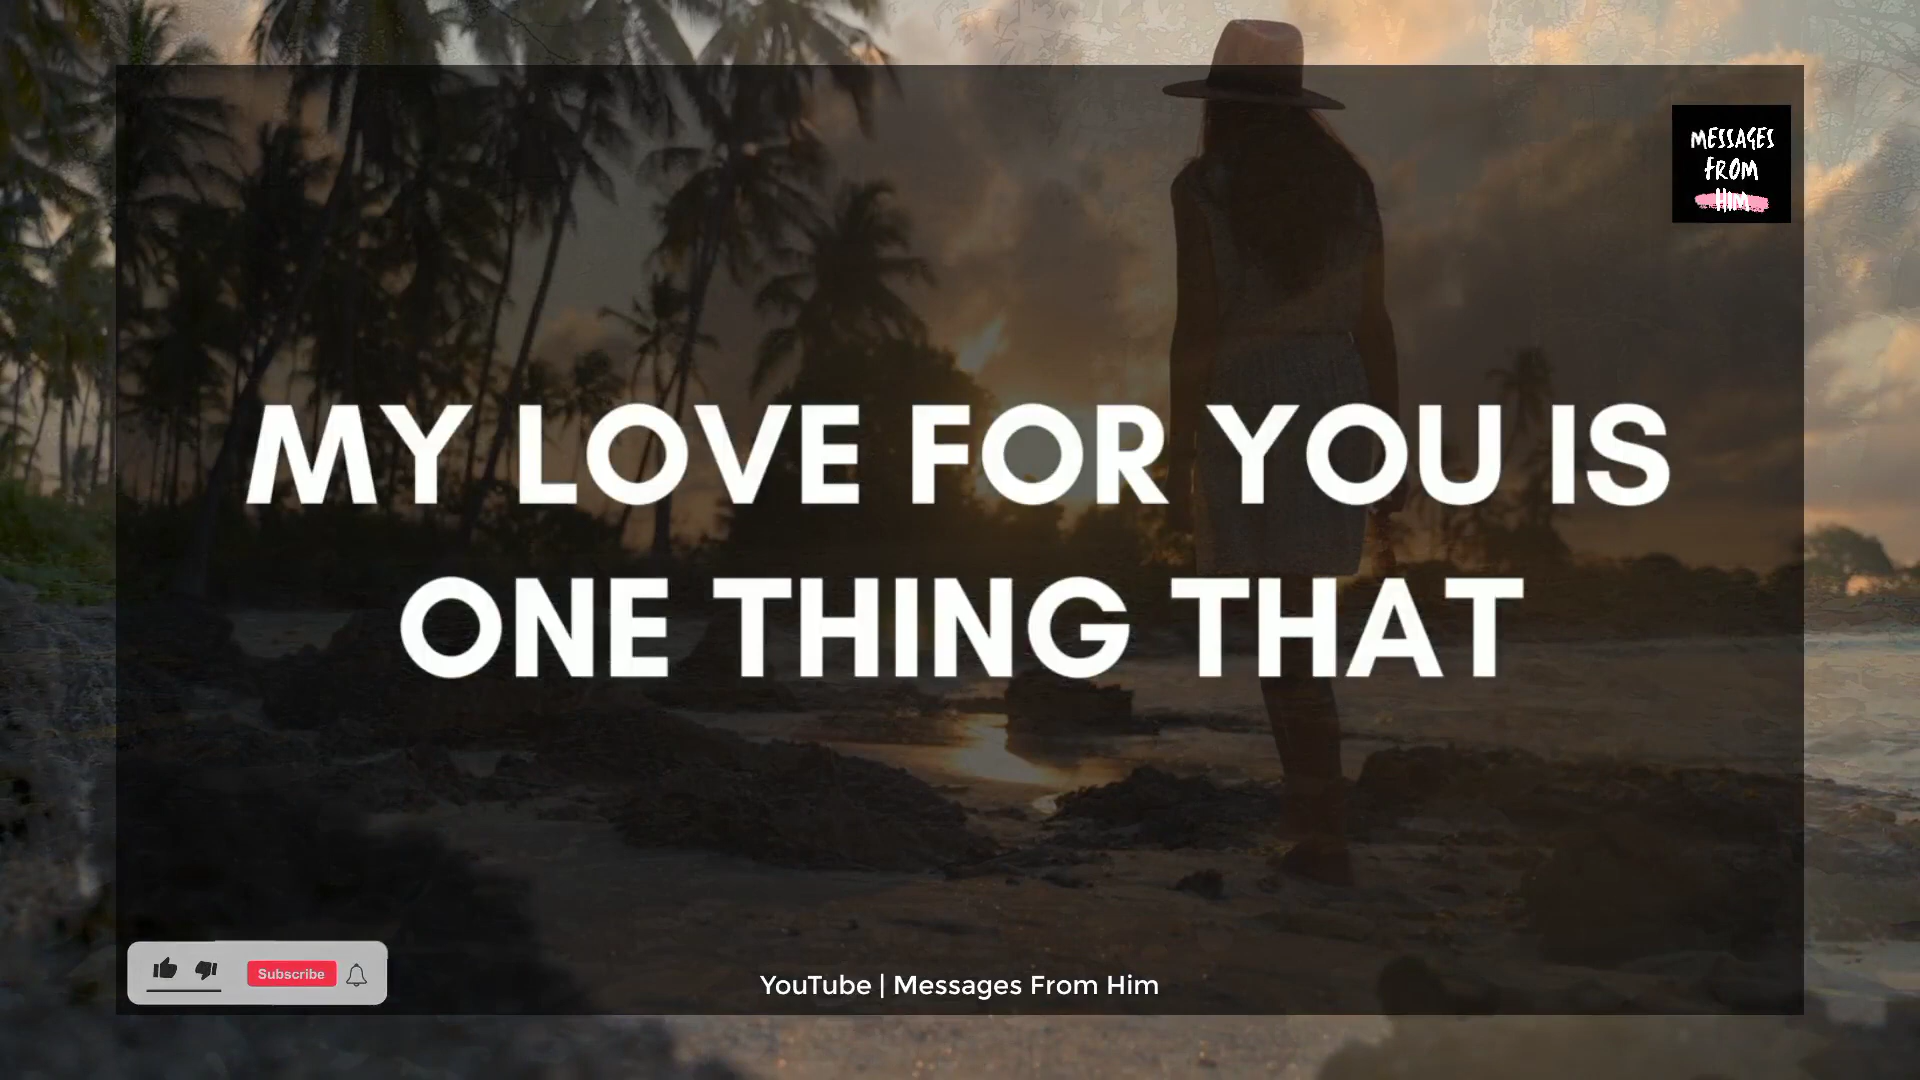 MESSAGES
FROM
HIM
MY LOVE FOR YOU IS
ONE THING THAT
Subscribe
YouTube | Messages From Him